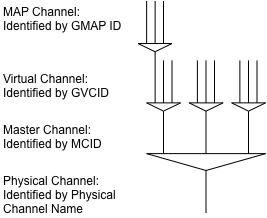 MAP Channel:
Identified by GMAP ID
Virtual Channel:
Identified by GVCID
Master Channel:
Identified by MCID
Physical Channel:
Identified by Physical
Channel Name